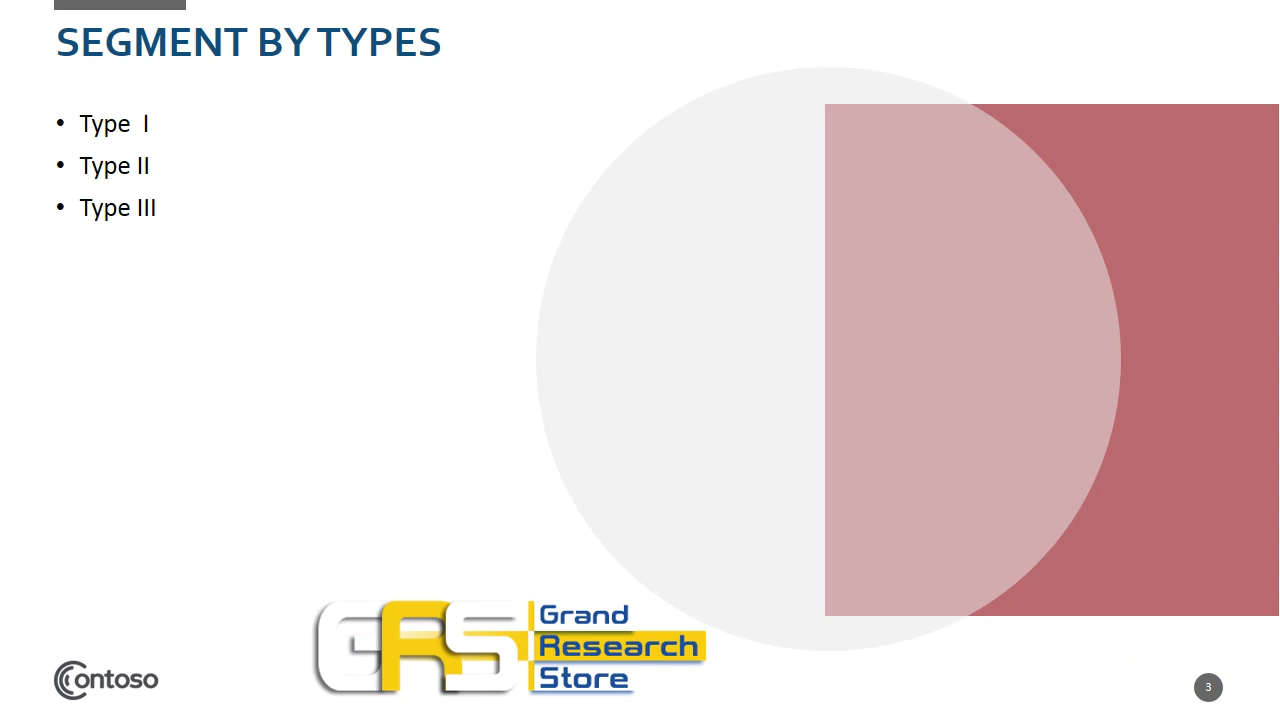 SEGMENT BY TYPES
• Type  I
• Type II
• Type III
GRS
Grand
Research
Store
Contoso
3